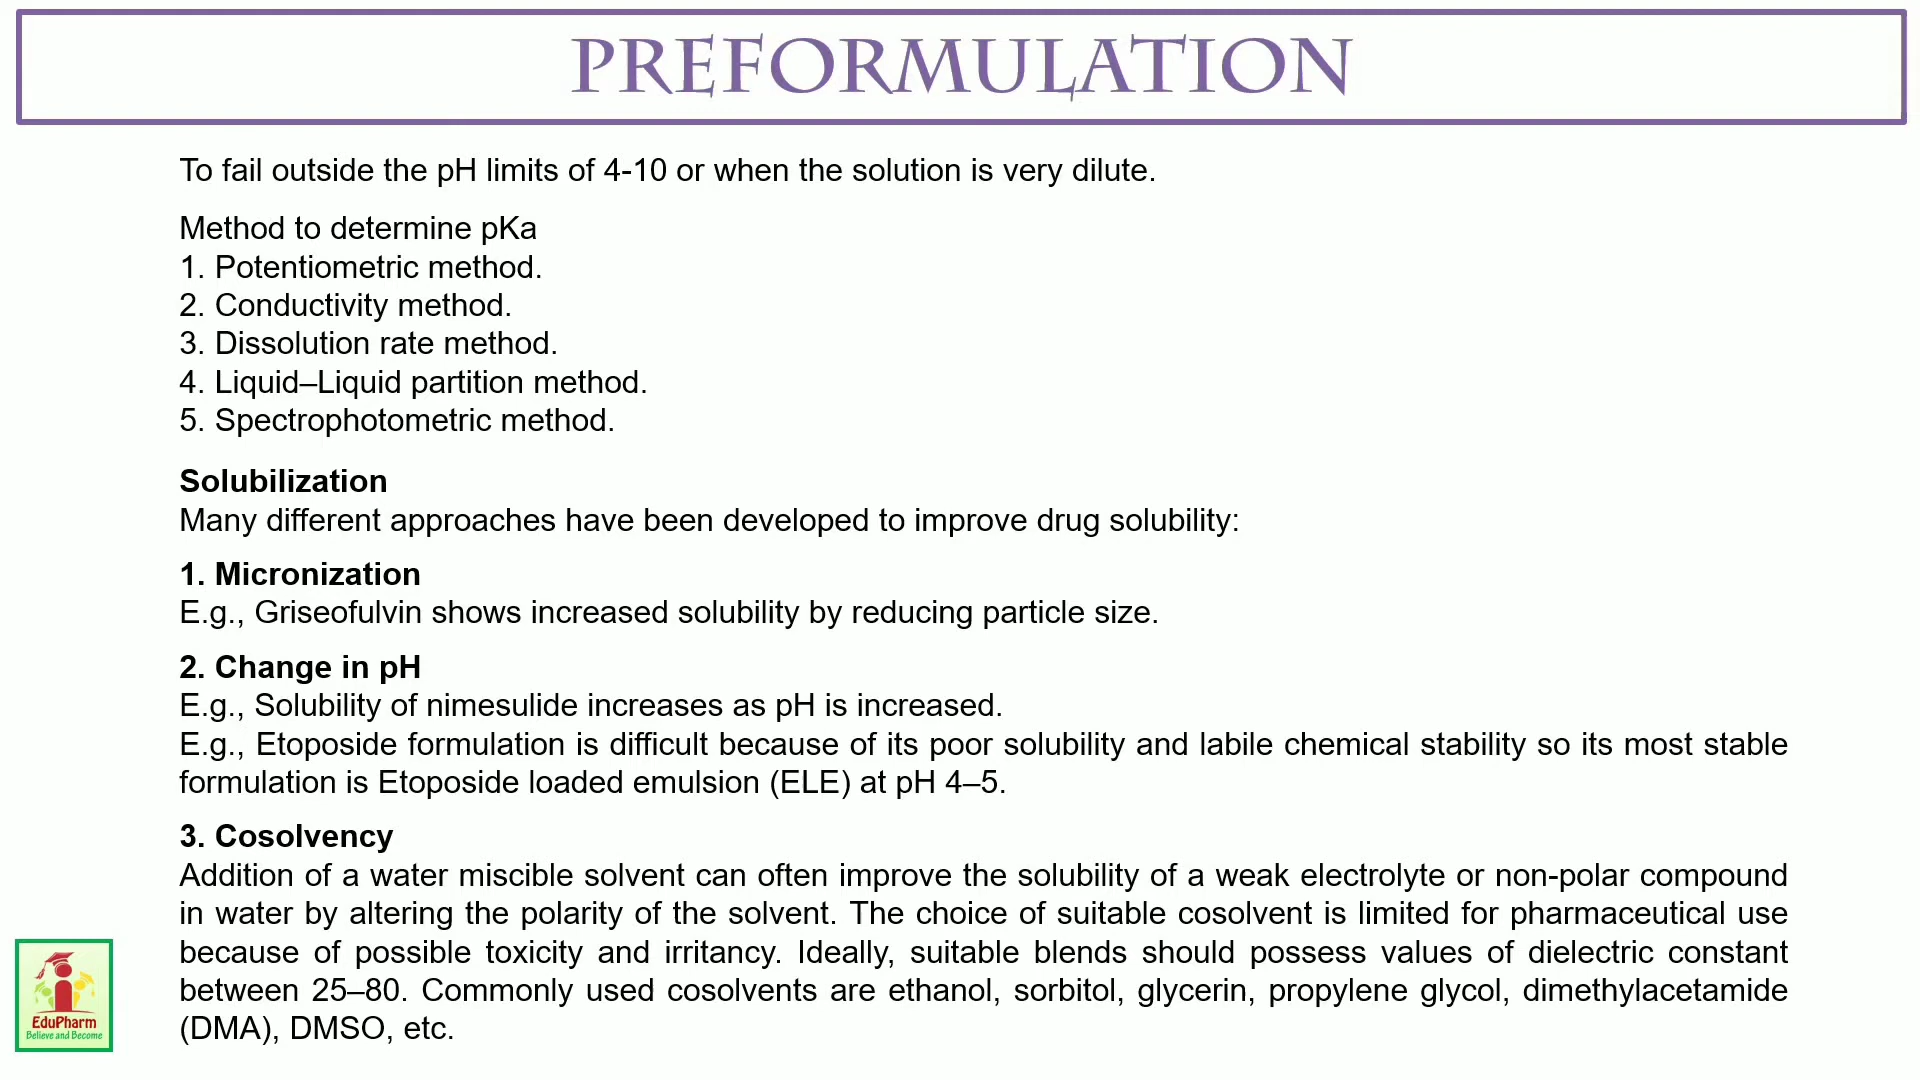 PREFORMULATION
To fail outside the pH limits of 4-10 or when the solution is very dilute.
Method to determine pKa
1. Potentiometric method.
2. Conductivity method.
3. Dissolution rate method.
4. Liquid–Liquid partition method.
5. Spectrophotometric method.
Solubilization
Many different approaches have been developed to improve drug solubility:
1. Micronization
E.g., Griseofulvin shows increased solubility by reducing particle size.
2. Change in pH
E.g., Solubility of nimesulide increases as pH is increased.
E.g., Etoposide formulation is difficult because of its poor solubility and labile chemical stability so its most stable
formulation is Etoposide loaded emulsion (ELE) at pH 4–5.
3. Cosolvency
Addition of a water miscible solvent can often improve the solubility of a weak electrolyte or non-polar compound
in water by altering the polarity of the solvent. The choice of suitable cosolvent is limited for pharmaceutical use
because of possible toxicity and irritancy. Ideally, suitable blends should possess values of dielectric constant
between 25–80. Commonly used cosolvents are ethanol, sorbitol, glycerin, propylene glycol, dimethylacetamide
(DMA), DMSO, etc.
EduPharm
Believe and Become